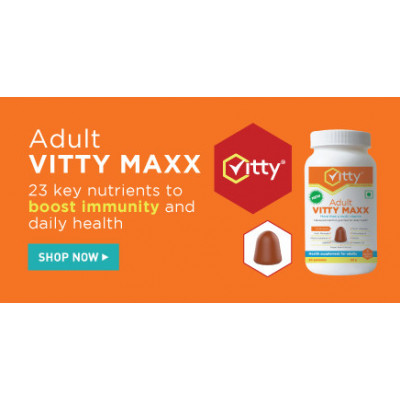 Adult
VITTY MAXX
23 key nutrients to
boost immunity and
daily health
SHOP NOW
Vitty®
Vitty
Adult
VITTY MAXX